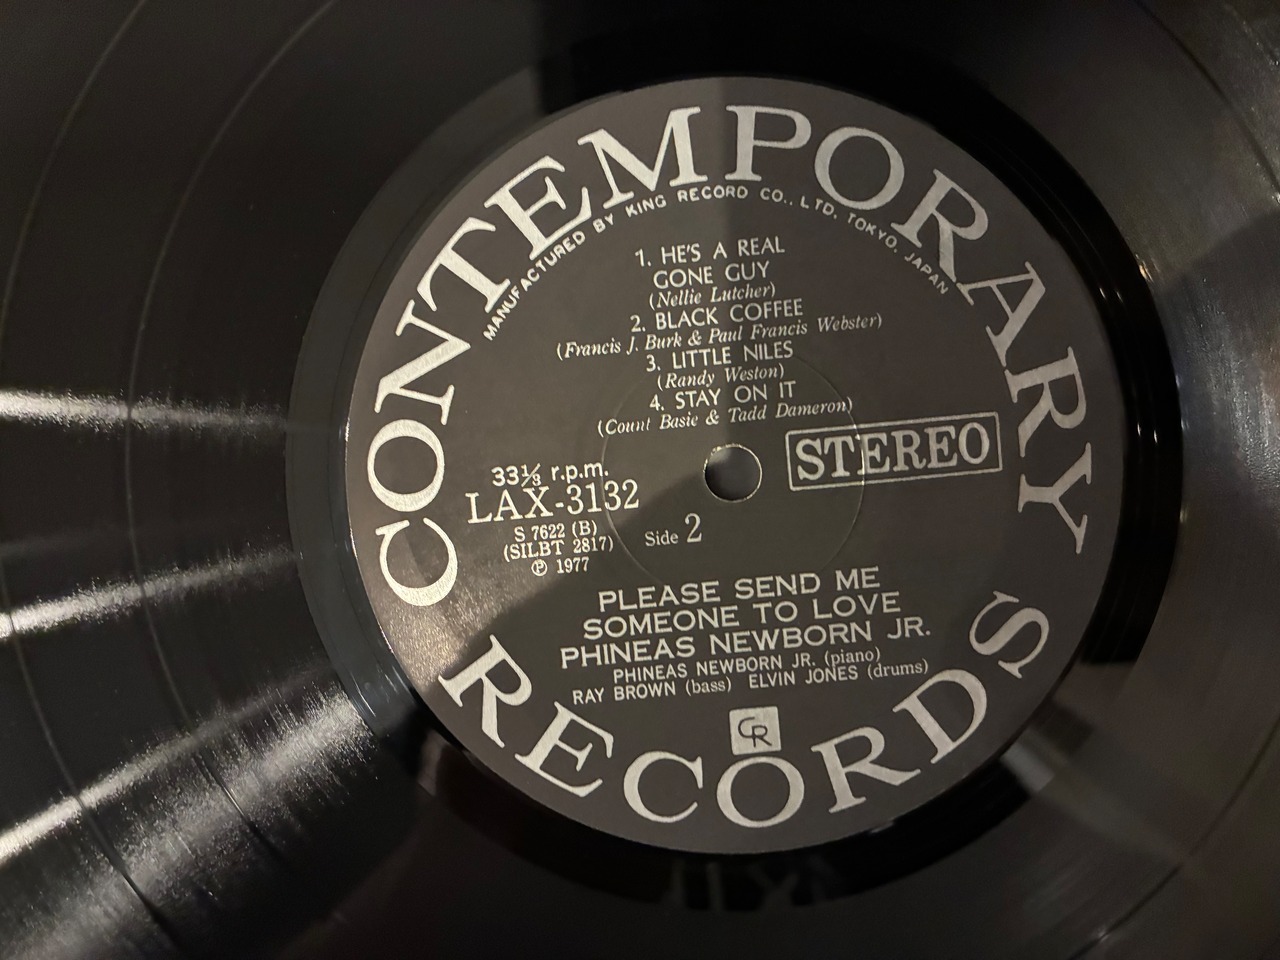 CONTEMPORARY
MANUFACTURED BY KING RECORD CO., LTD. TOKYO. JAPAN
1. HE'S A REAL
GONE GUY
(Nellie Lutcher)
2. BLACK COFFEE
(Francis J. Burk & Paul Francis Webster)
3. LITTLE NILES
(Randy Weston)
4. STAY ON IT
(Count Basie & Tadd Dameron)
STEREO
33⅓ r.p.m.
LAX-3132
S 7622 (B)
(SILBT 2817)
Ⓟ 1977
Side 2
PLEASE SEND ME
SOMEONE TO LOVE
PHINEAS NEWBORN JR.
PHINEAS NEWBORN JR. (piano)
RAY BROWN (bass) ELVIN JONES (drums)
CR
RECORDS